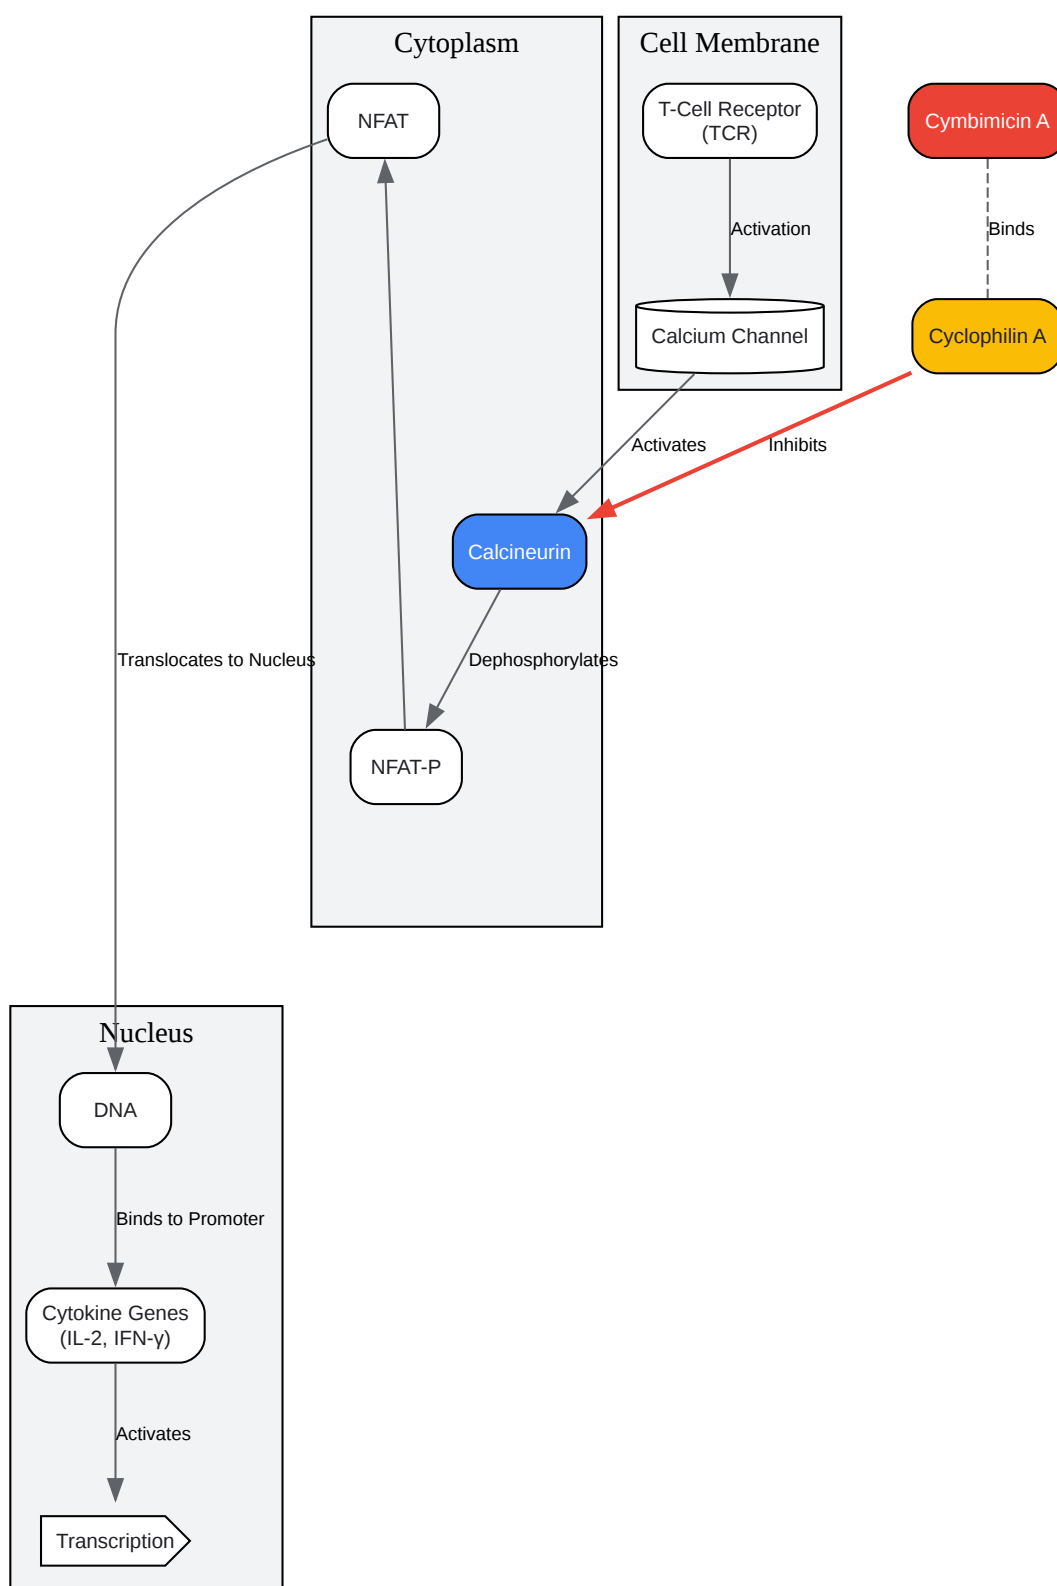 Cytoplasm
Cell Membrane
NFAT
T-Cell Receptor
(TCR)
Cymbimicin A
Activation
Binds
Calcium Channel
Cyclophilin A
Activates
Inhibits
Calcineurin
Translocates to Nucleus
Dephosphorylates
NFAT-P
Nucleus
DNA
Binds to Promoter
Cytokine Genes
(IL-2, IFN-γ)
Activates
Transcription